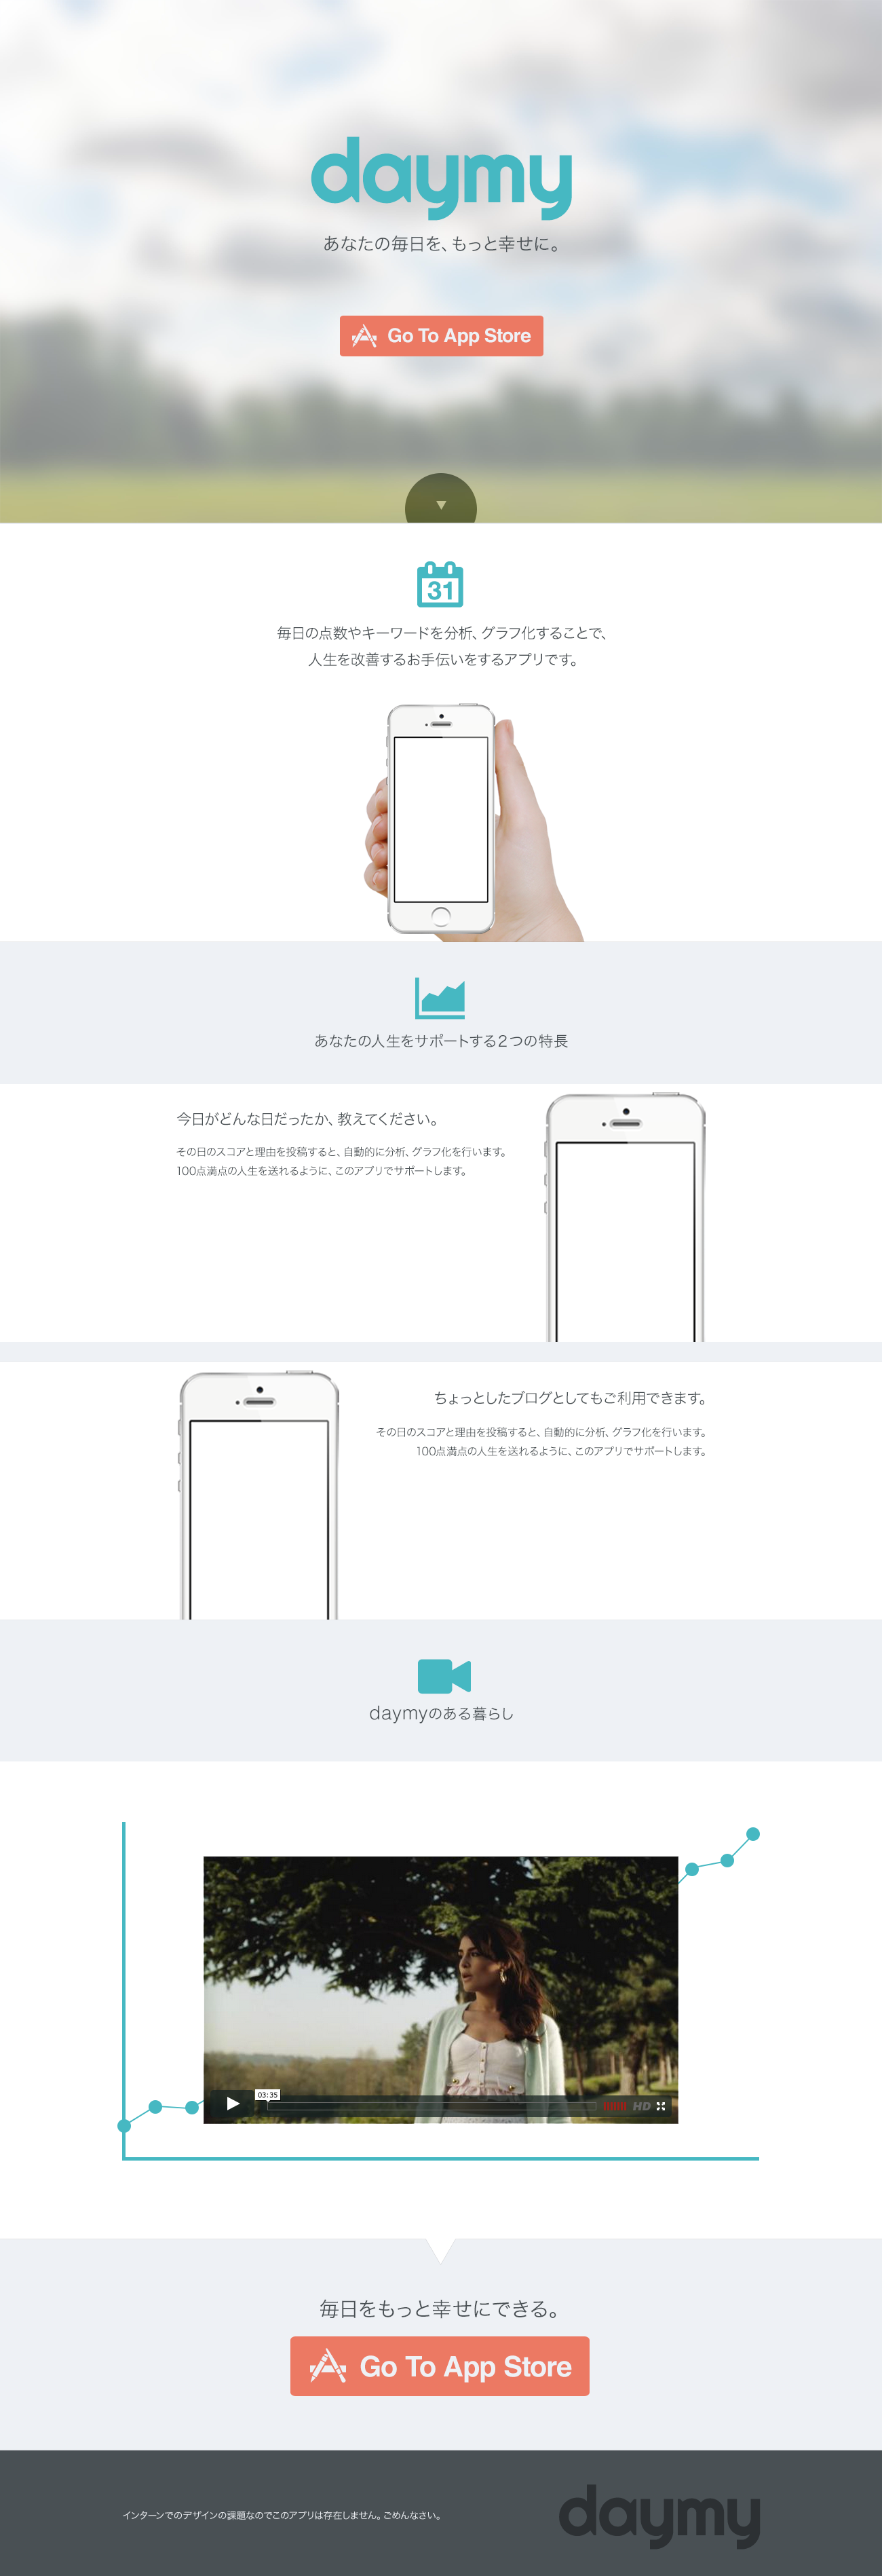 daymy
あなたの毎日を、もっと幸せに。
Go To App Store
31
毎日の点数やキーワードを分析、グラフ化することで、
人生を改善するお手伝いをするアプリです。
あなたの人生をサポートする2つの特長
今日がどんな日だったか、教えてください。
その日のスコアと理由を投稿すると、自動的に分析、グラフ化を行います。
100点満点の人生を送れるように、このアプリでサポートします。
ちょっとしたブログとしてもご利用できます。
その日のスコアと理由を投稿すると、自動的に分析、グラフ化を行います。
100点満点の人生を送れるように、このアプリでサポートします。
daymyのある暮らし
03:35
HD
毎日をもっと幸せにできる。
Go To App Store
インターンでのデザインの課題なのでこのアプリは存在しません。ごめんなさい。
daymy